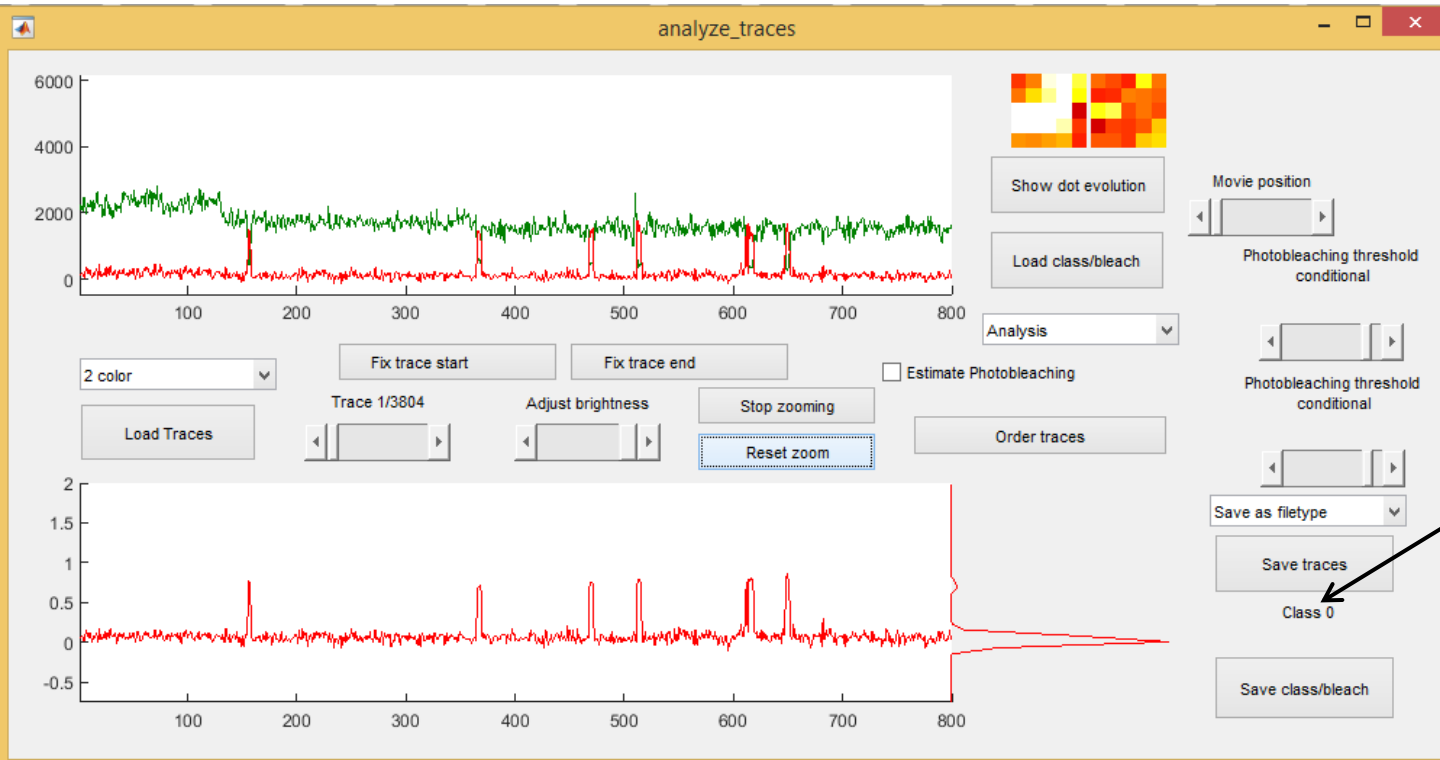 analyze_traces
6000
4000
2000
0
100 200 300 400 500 600 700 800
Show dot evolution
Load class/bleach
Analysis
Movie position
Photobleaching threshold
conditional
2 color
Fix trace start
Fix trace end
Estimate Photobleaching
Load Traces
Trace 1/3804
Adjust brightness
Stop zooming
Reset zoom
Order traces
Photobleaching threshold
conditional
2
1.5
1
0.5
0
-0.5
100 200 300 400 500 600 700 800
Save as filetype
Save traces
Class 0
Save class/bleach